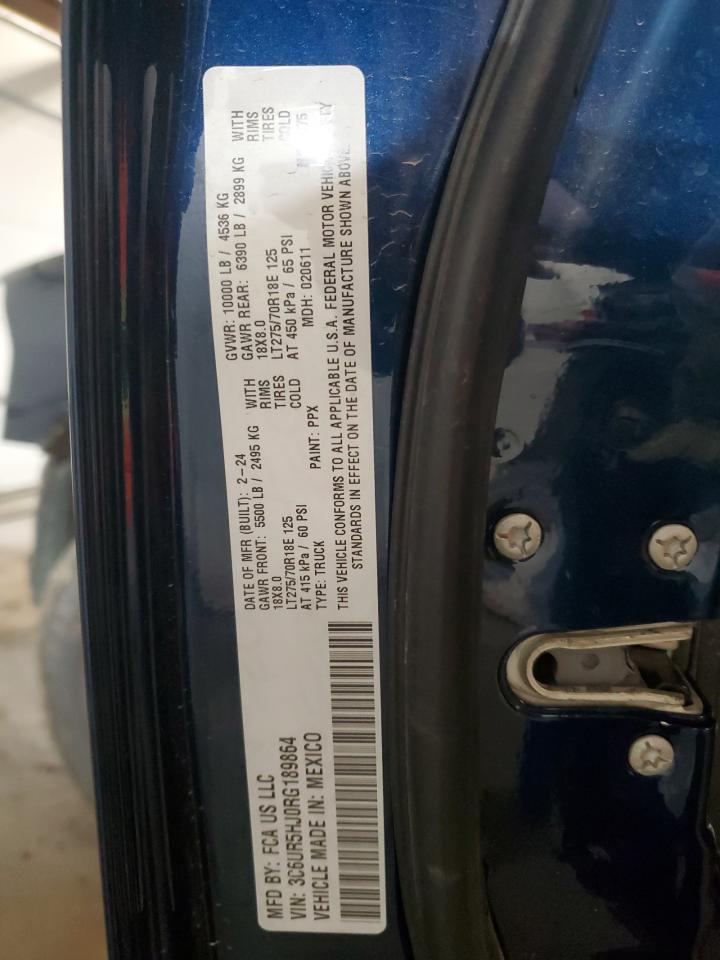 MFD BY: FCA US LLC
VIN: 3C6UR5HJ0RG189864
VEHICLE MADE IN: MEXICO
DATE OF MFR (BUILT): 2-24
GAWR FRONT: 5500 LB / 2495 KG WITH
18X8.0 RIMS
LT275/70R18E 125 TIRES
AT 415 kPa / 60 PSI COLD
TYPE: TRUCK PAINT: PPX
GVWR: 10000 LB / 4536 KG
GAWR REAR: 6390 LB / 2899 KG WITH
18X8.0 RIMS
LT275/70R18E 125 TIRES
AT 450 kPa / 65 PSI COLD
MDH: 020611
THIS VEHICLE CONFORMS TO ALL APPLICABLE U.S.A. FEDERAL MOTOR
STANDARDS IN EFFECT ON THE DATE OF MANUFACTURE SHOWN ABOVE.